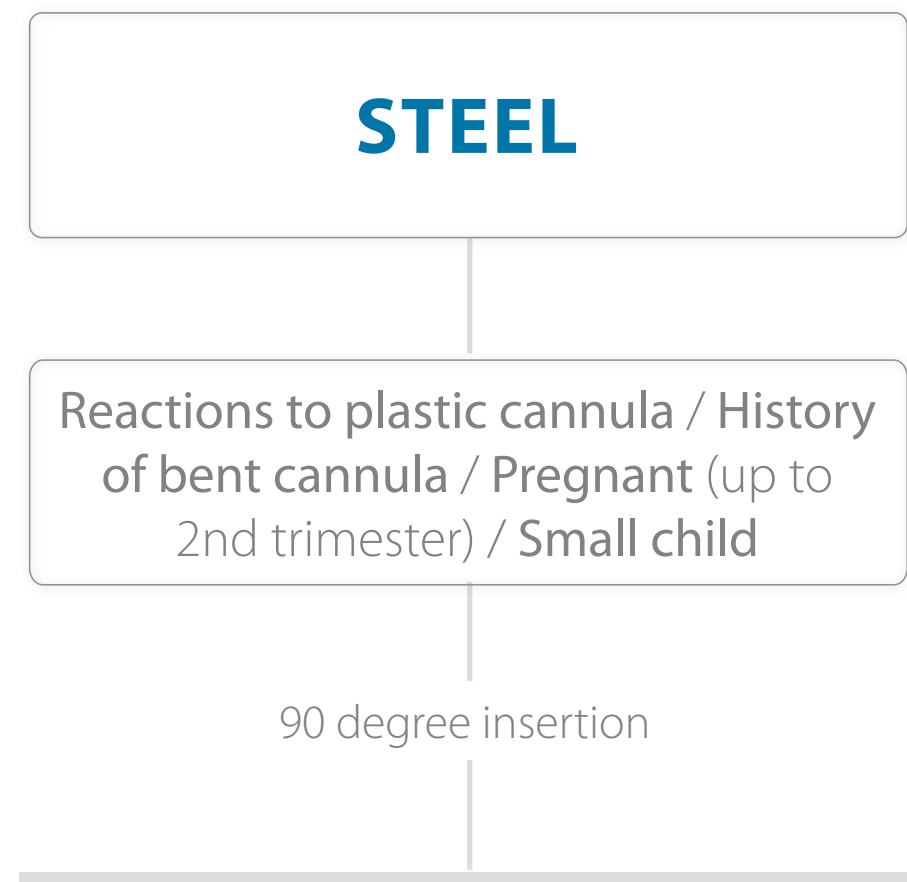 STEEL
Reactions to plastic cannula / History
of bent cannula / Pregnant (up to
2nd trimester) / Small child
90 degree insertion